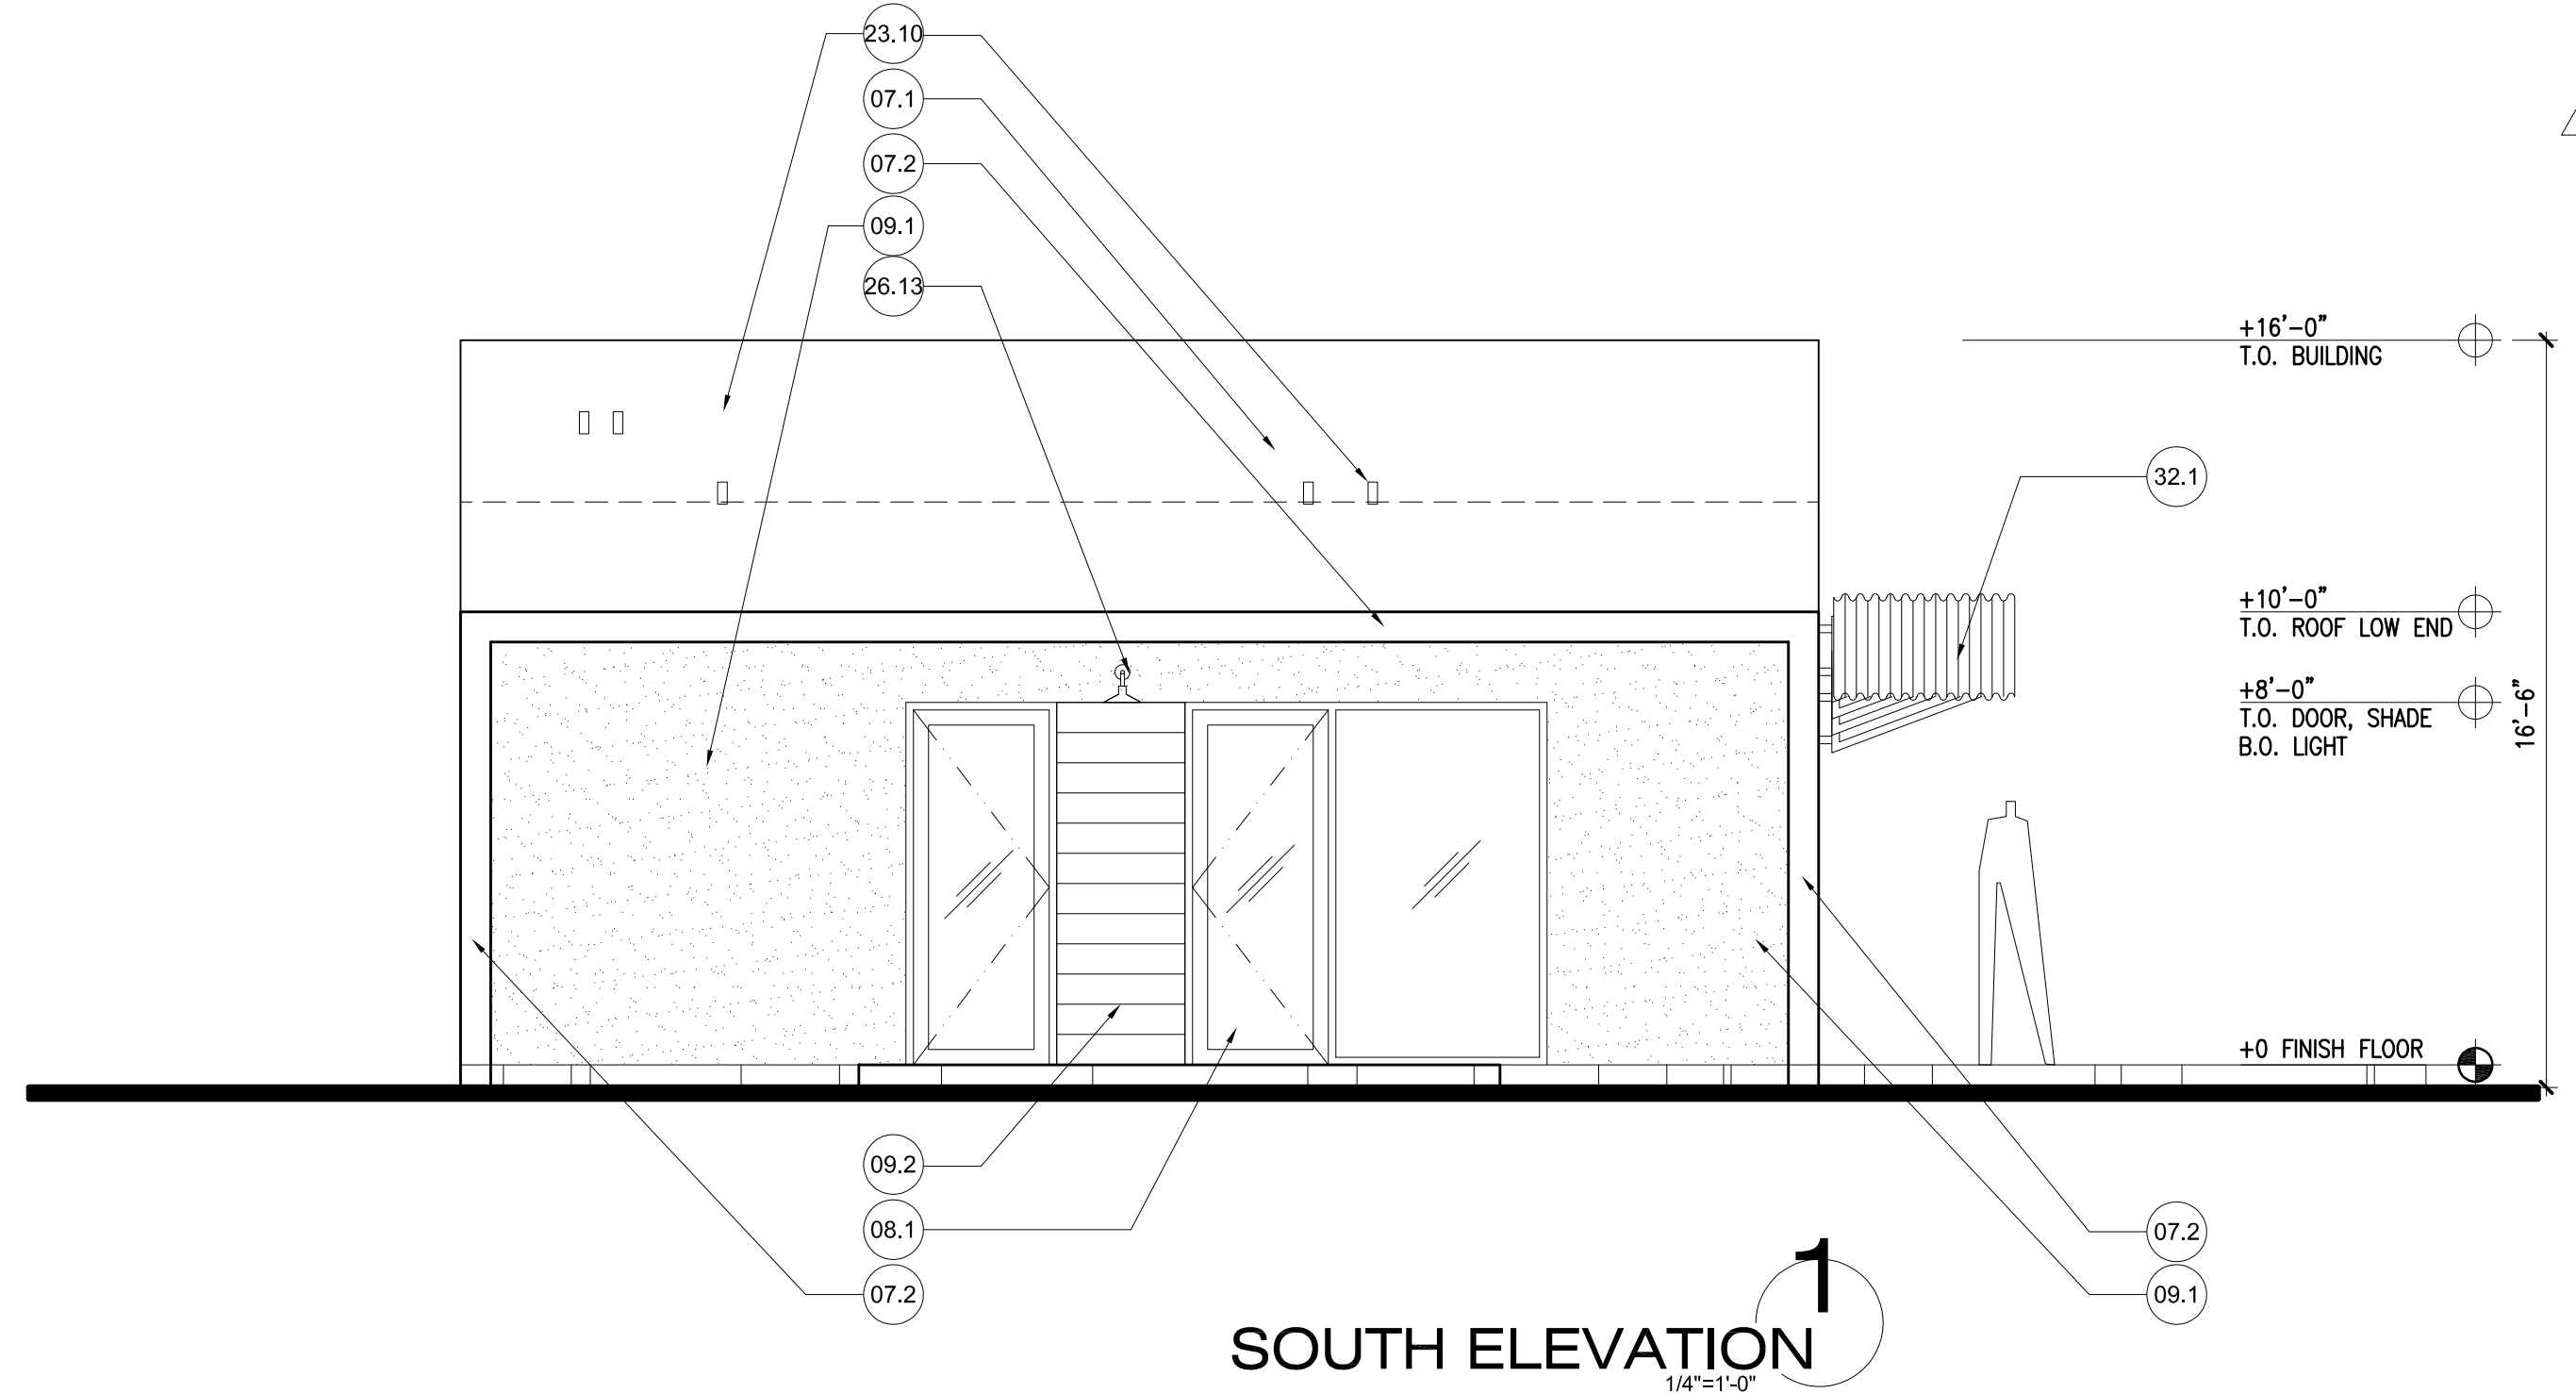 23.10
07.1
07.2
09.1
26.13
+16'-0"
T.O. BUILDING
32.1
+10'-0"
T.O. ROOF LOW END
+8'-0"
T.O. DOOR, SHADE
B.O. LIGHT
16'-6"
+0 FINISH FLOOR
09.2
08.1
07.2
07.2
09.1
1
SOUTH ELEVATION
1/4"=1'-0"